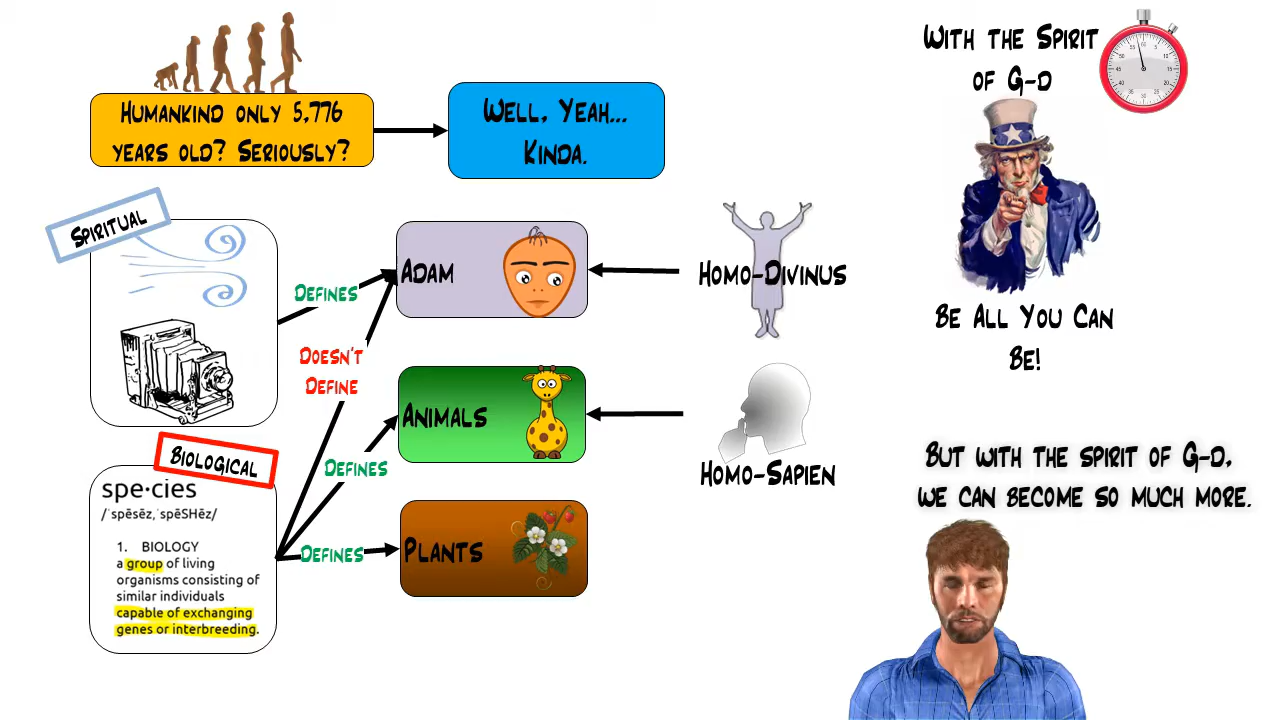 Humankind only 5,776
years old? Seriously?
Well, Yeah...
Kinda.
With the Spirit
of G-d
Be All You Can
Be!
Spiritual
Defines
Adam
Homo-Divinus
Doesn't
Define
Animals
Homo-Sapien
Biological
spe·cies
/ˈspēsēz,ˈspēSHēz/
1. BIOLOGY
a group of living
organisms consisting of
similar individuals
capable of exchanging
genes or interbreeding.
Defines
Defines
Plants
But with the spirit of G-d,
we can become so much more.